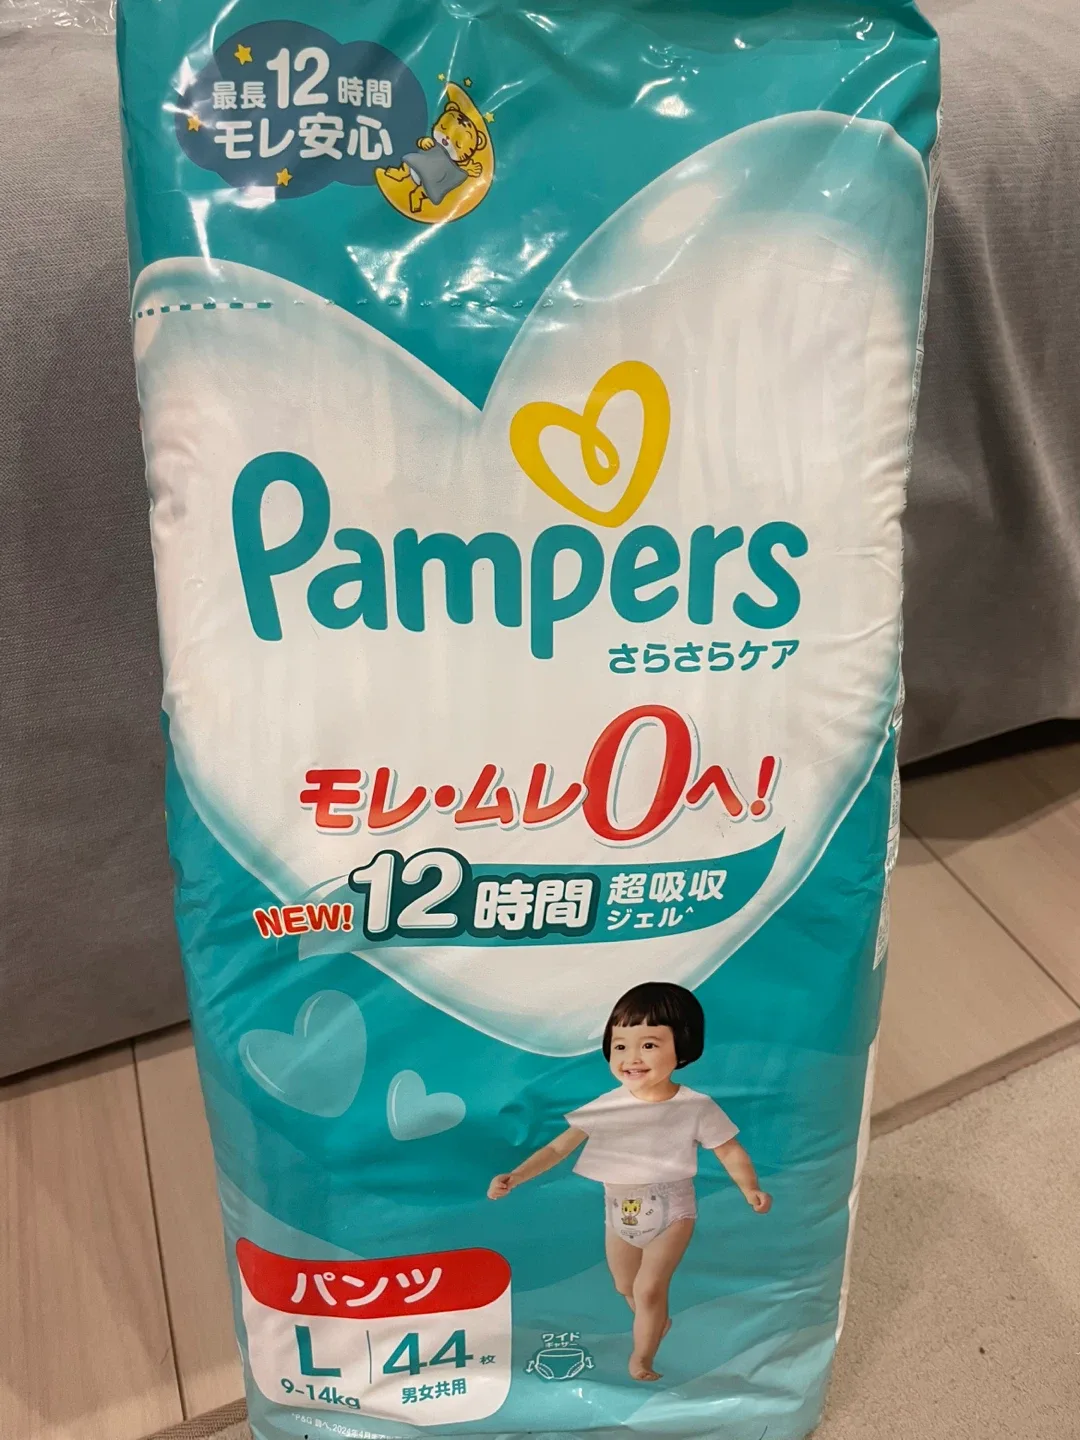 最長12時間
モレ安心
Pampers
さらさらケア
モレ・ムレ0へ!
NEW! 12時間 超吸収
ジェル^
パンツ
L 44枚
9-14kg 男女共用
ワイド
ギャザー